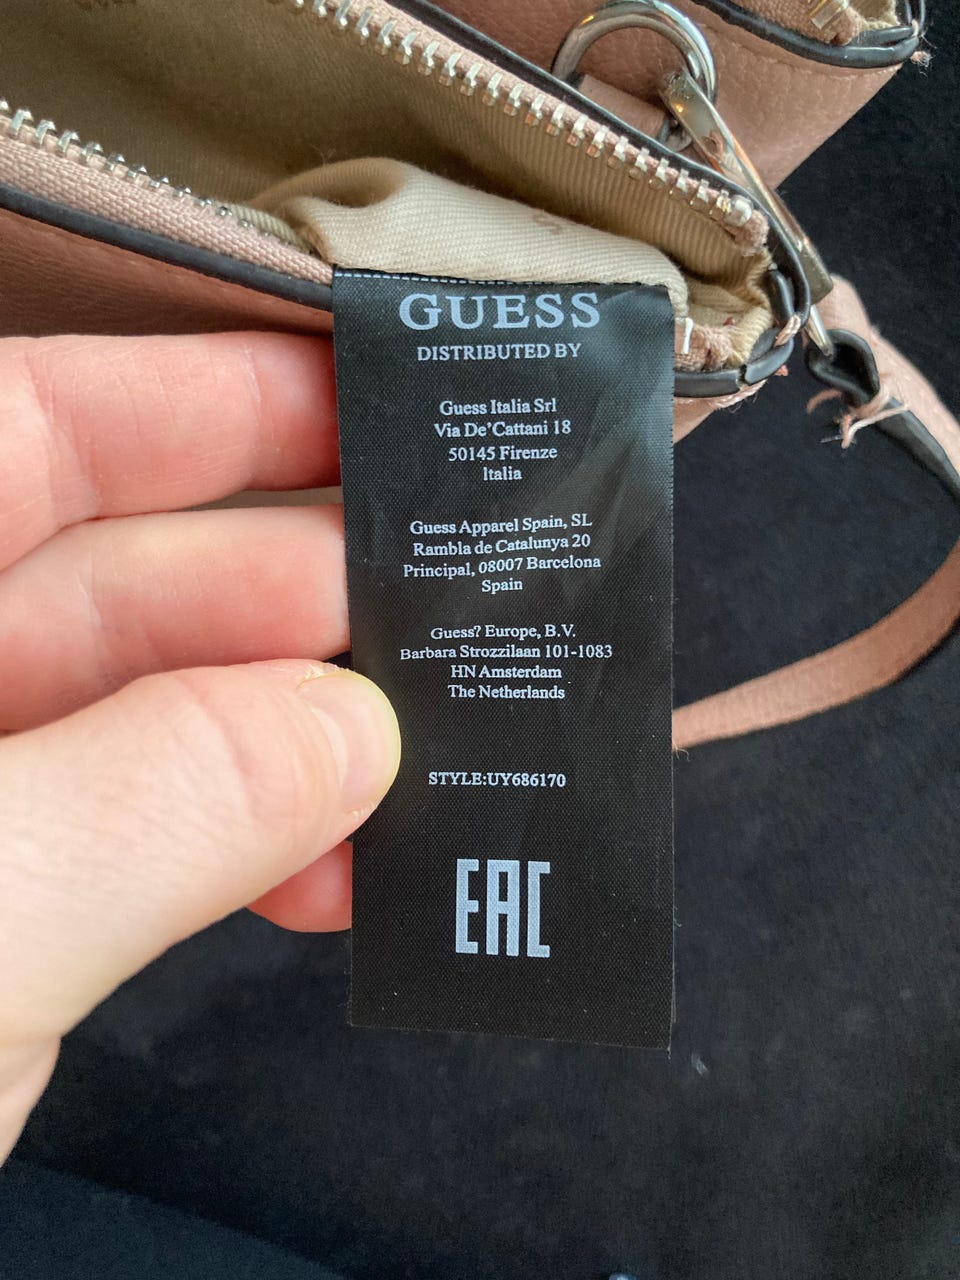 GUESS
DISTRIBUTED BY
Guess Italia Srl
Via De'Cattani 18
50145 Firenze
Italia
Guess Apparel Spain, SL
Rambla de Catalunya 20
Principal, 08007 Barcelona
Spain
Guess? Europe, B.V.
Barbara Strozzilaan 101-1083
HN Amsterdam
The Netherlands
STYLE:UY686170
EAC